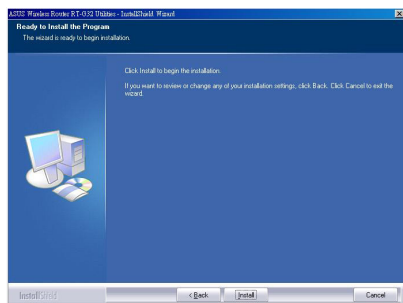 ASUS Wireless Router RT-G32 Utilities - InstallShield Wizard
Ready to Install the Program
The wizard is ready to begin installation.
Click Install to begin the installation.
If you want to review or change any of your installation settings, click Back. Click Cancel to exit the
wizard.
InstallShield
< Back
Install
Cancel